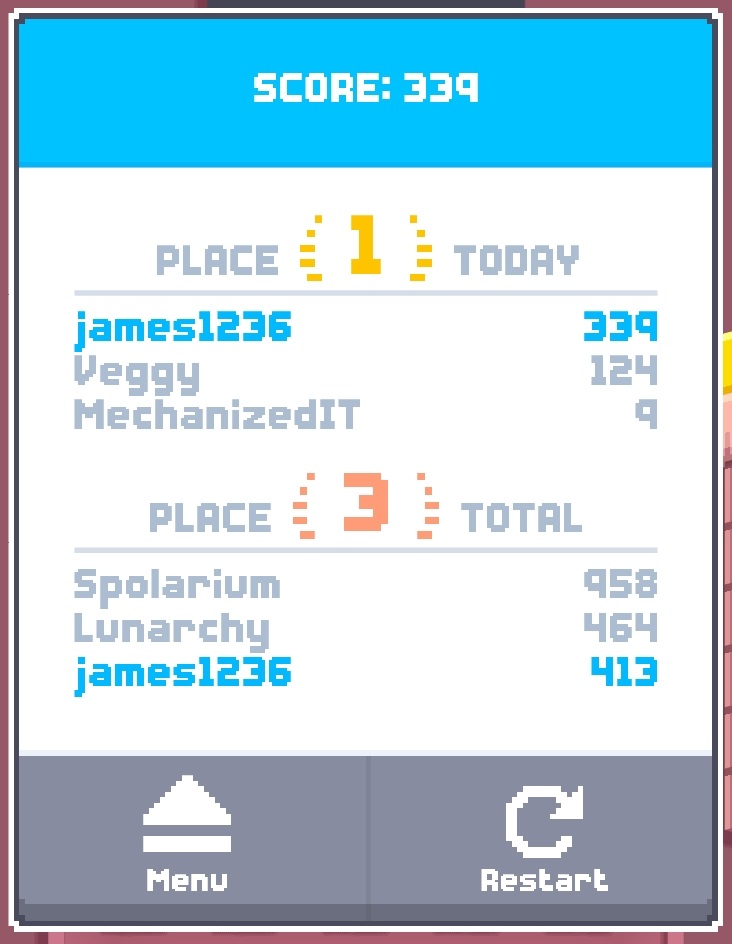 SCORE: 339
PLACE 1 TODAY
james1236 339
Veggy 124
MechanizedIT 9
PLACE 3 TOTAL
Spolarium 958
Lunarchy 464
james1236 413
Menu Restart